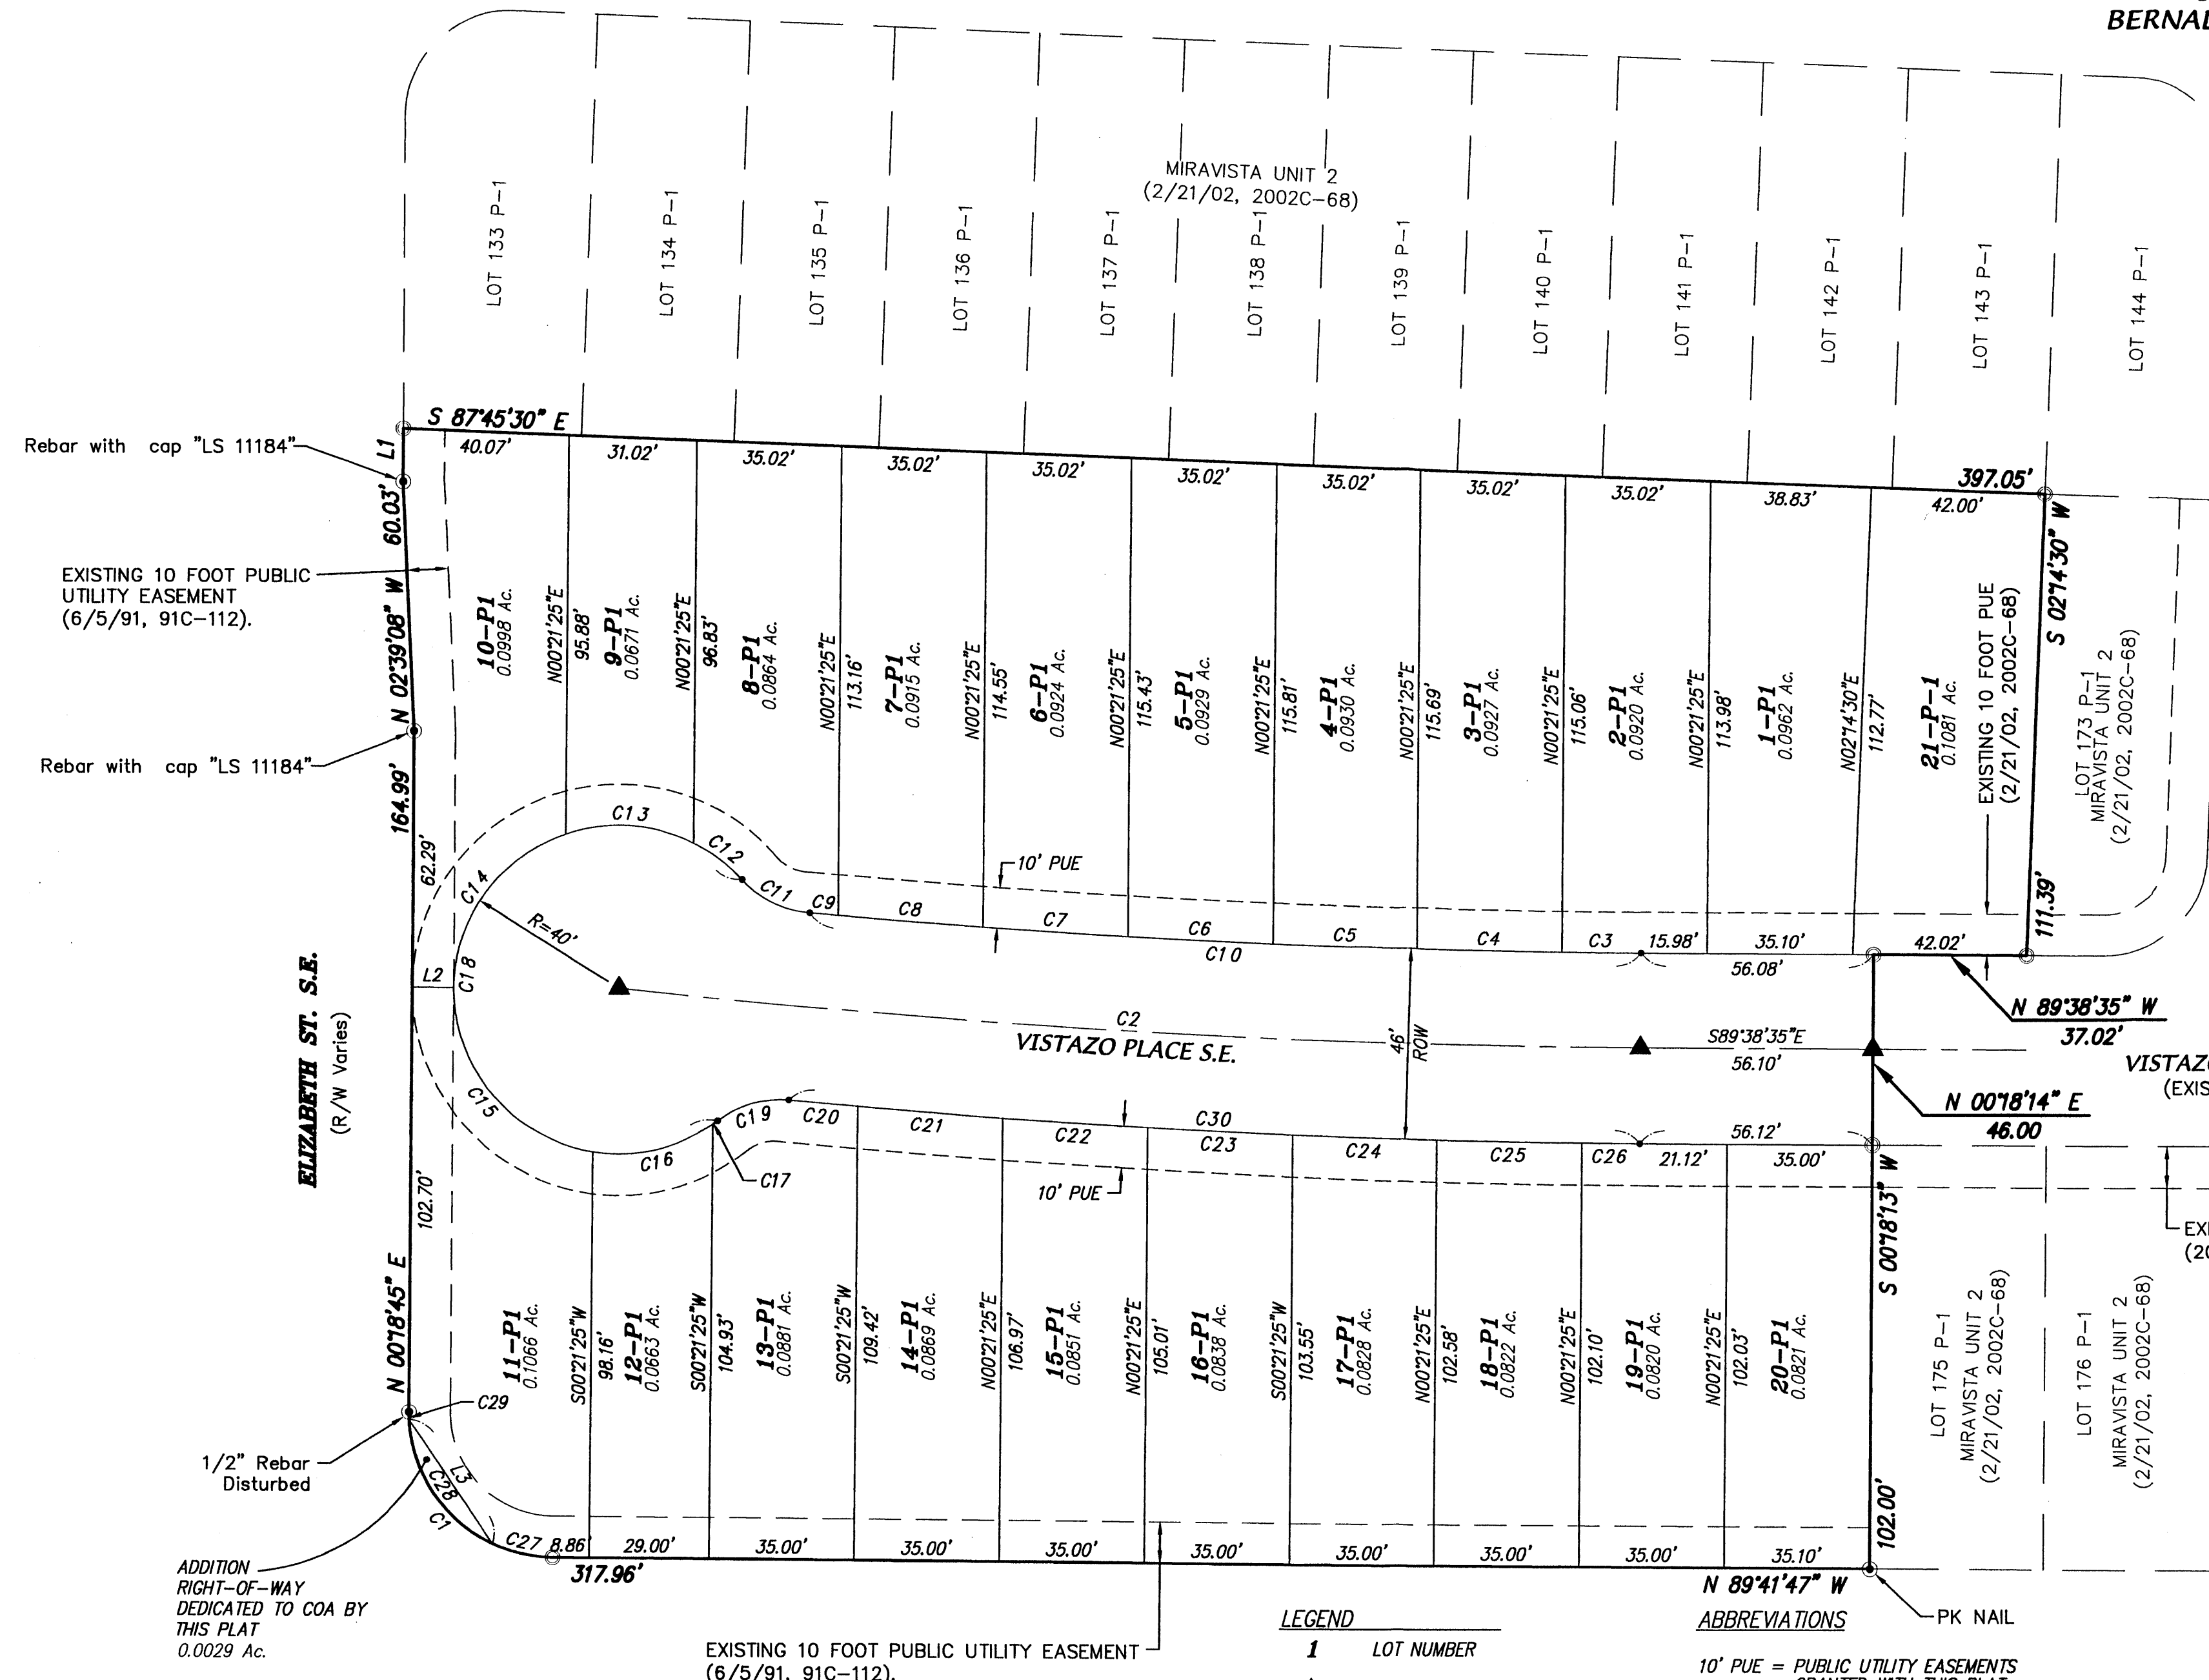 BERNAL
MIRAVISTA UNIT 2
(2/21/02, 2002C-68)
LOT 133 P-1
LOT 134 P-1
LOT 135 P-1
LOT 136 P-1
LOT 137 P-1
LOT 138 P-1
LOT 139 P-1
LOT 140 P-1
LOT 141 P-1
LOT 142 P-1
LOT 143 P-1
LOT 144 P-1
S 87°45'30" E
397.05'
40.07'
31.02'
35.02'
35.02'
35.02'
35.02'
35.02'
35.02'
35.02'
38.83'
42.00'
Rebar with cap "LS 11184"
L1
60.03'
N 02°39'08" W
EXISTING 10 FOOT PUBLIC
UTILITY EASEMENT
(6/5/91, 91C-112).
Rebar with cap "LS 11184"
164.99'
62.29'
10-P1
0.0998 Ac.
N00°21'25"E
95.88'
9-P1
0.0671 Ac.
N00°21'25"E
96.83'
8-P1
0.0864 Ac.
N00°21'25"E
113.16'
7-P1
0.0915 Ac.
N00°21'25"E
114.55'
6-P1
0.0924 Ac.
N00°21'25"E
115.43'
5-P1
0.0929 Ac.
N00°21'25"E
115.81'
4-P1
0.0930 Ac.
N00°21'25"E
115.69'
3-P1
0.0927 Ac.
N00°21'25"E
115.06'
2-P1
0.0920 Ac.
N00°21'25"E
113.98'
1-P1
0.0962 Ac.
N02°14'30"E
112.77'
21-P-1
0.1081 Ac.
EXISTING 10 FOOT PUE
(2/21/02, 2002C-68)
S 02°14'30" W
111.39'
LOT 173 P-1
MIRAVISTA UNIT 2
(2/21/02, 2002C-68)
C13
C12
C11
C9
C14
C8
C7
C6
C5
C4
C3
15.98'
35.10'
42.02'
10' PUE
R=40'
C10
56.08'
L2
C18
C2
46'
ROW
S89°38'35"E
56.10'
N 89°38'35" W
37.02'
VISTAZO PLACE S.E.
VISTAZ
(EXIS
ELIZABETH ST. S.E.
(R/W Varies)
N 00°18'14" E
46.00
C15
C16
C17
C19
C20
C21
C22
C30
C23
C24
C25
C26
56.12'
21.12'
35.00'
10' PUE
102.70'
N 00°18'45" E
EXI
(20
S 00°18'13" W
102.00'
11-P1
0.1066 Ac.
S00°21'25"W
98.16'
12-P1
0.0663 Ac.
S00°21'25"W
104.93'
13-P1
0.0881 Ac.
S00°21'25"W
109.42'
14-P1
0.0869 Ac.
N00°21'25"E
106.97'
15-P1
0.0851 Ac.
N00°21'25"E
105.01'
16-P1
0.0838 Ac.
S00°21'25"W
103.55'
17-P1
0.0828 Ac.
N00°21'25"E
102.58'
18-P1
0.0822 Ac.
N00°21'25"E
102.10'
19-P1
0.0820 Ac.
N00°21'25"E
102.03'
20-P1
0.0821 Ac.
LOT 175 P-1
MIRAVISTA UNIT 2
(2/21/02, 2002C-68)
LOT 176 P-1
MIRAVISTA UNIT 2
(2/21/02, 2002C-68)
C29
1/2" Rebar
Disturbed
L3
C28
C1
C27
8.86'
29.00'
35.00'
35.00'
35.00'
35.00'
35.00'
35.00'
35.00'
35.10'
317.96'
N 89°41'47" W
PK NAIL
ADDITION
RIGHT-OF-WAY
DEDICATED TO COA BY
THIS PLAT
0.0029 Ac.
EXISTING 10 FOOT PUBLIC UTILITY EASEMENT
(6/5/91, 91C-112).
LEGEND
1 LOT NUMBER
ABBREVIATIONS
10' PUE = PUBLIC UTILITY EASEMENTS
GRANTED WITH THIS PLAT